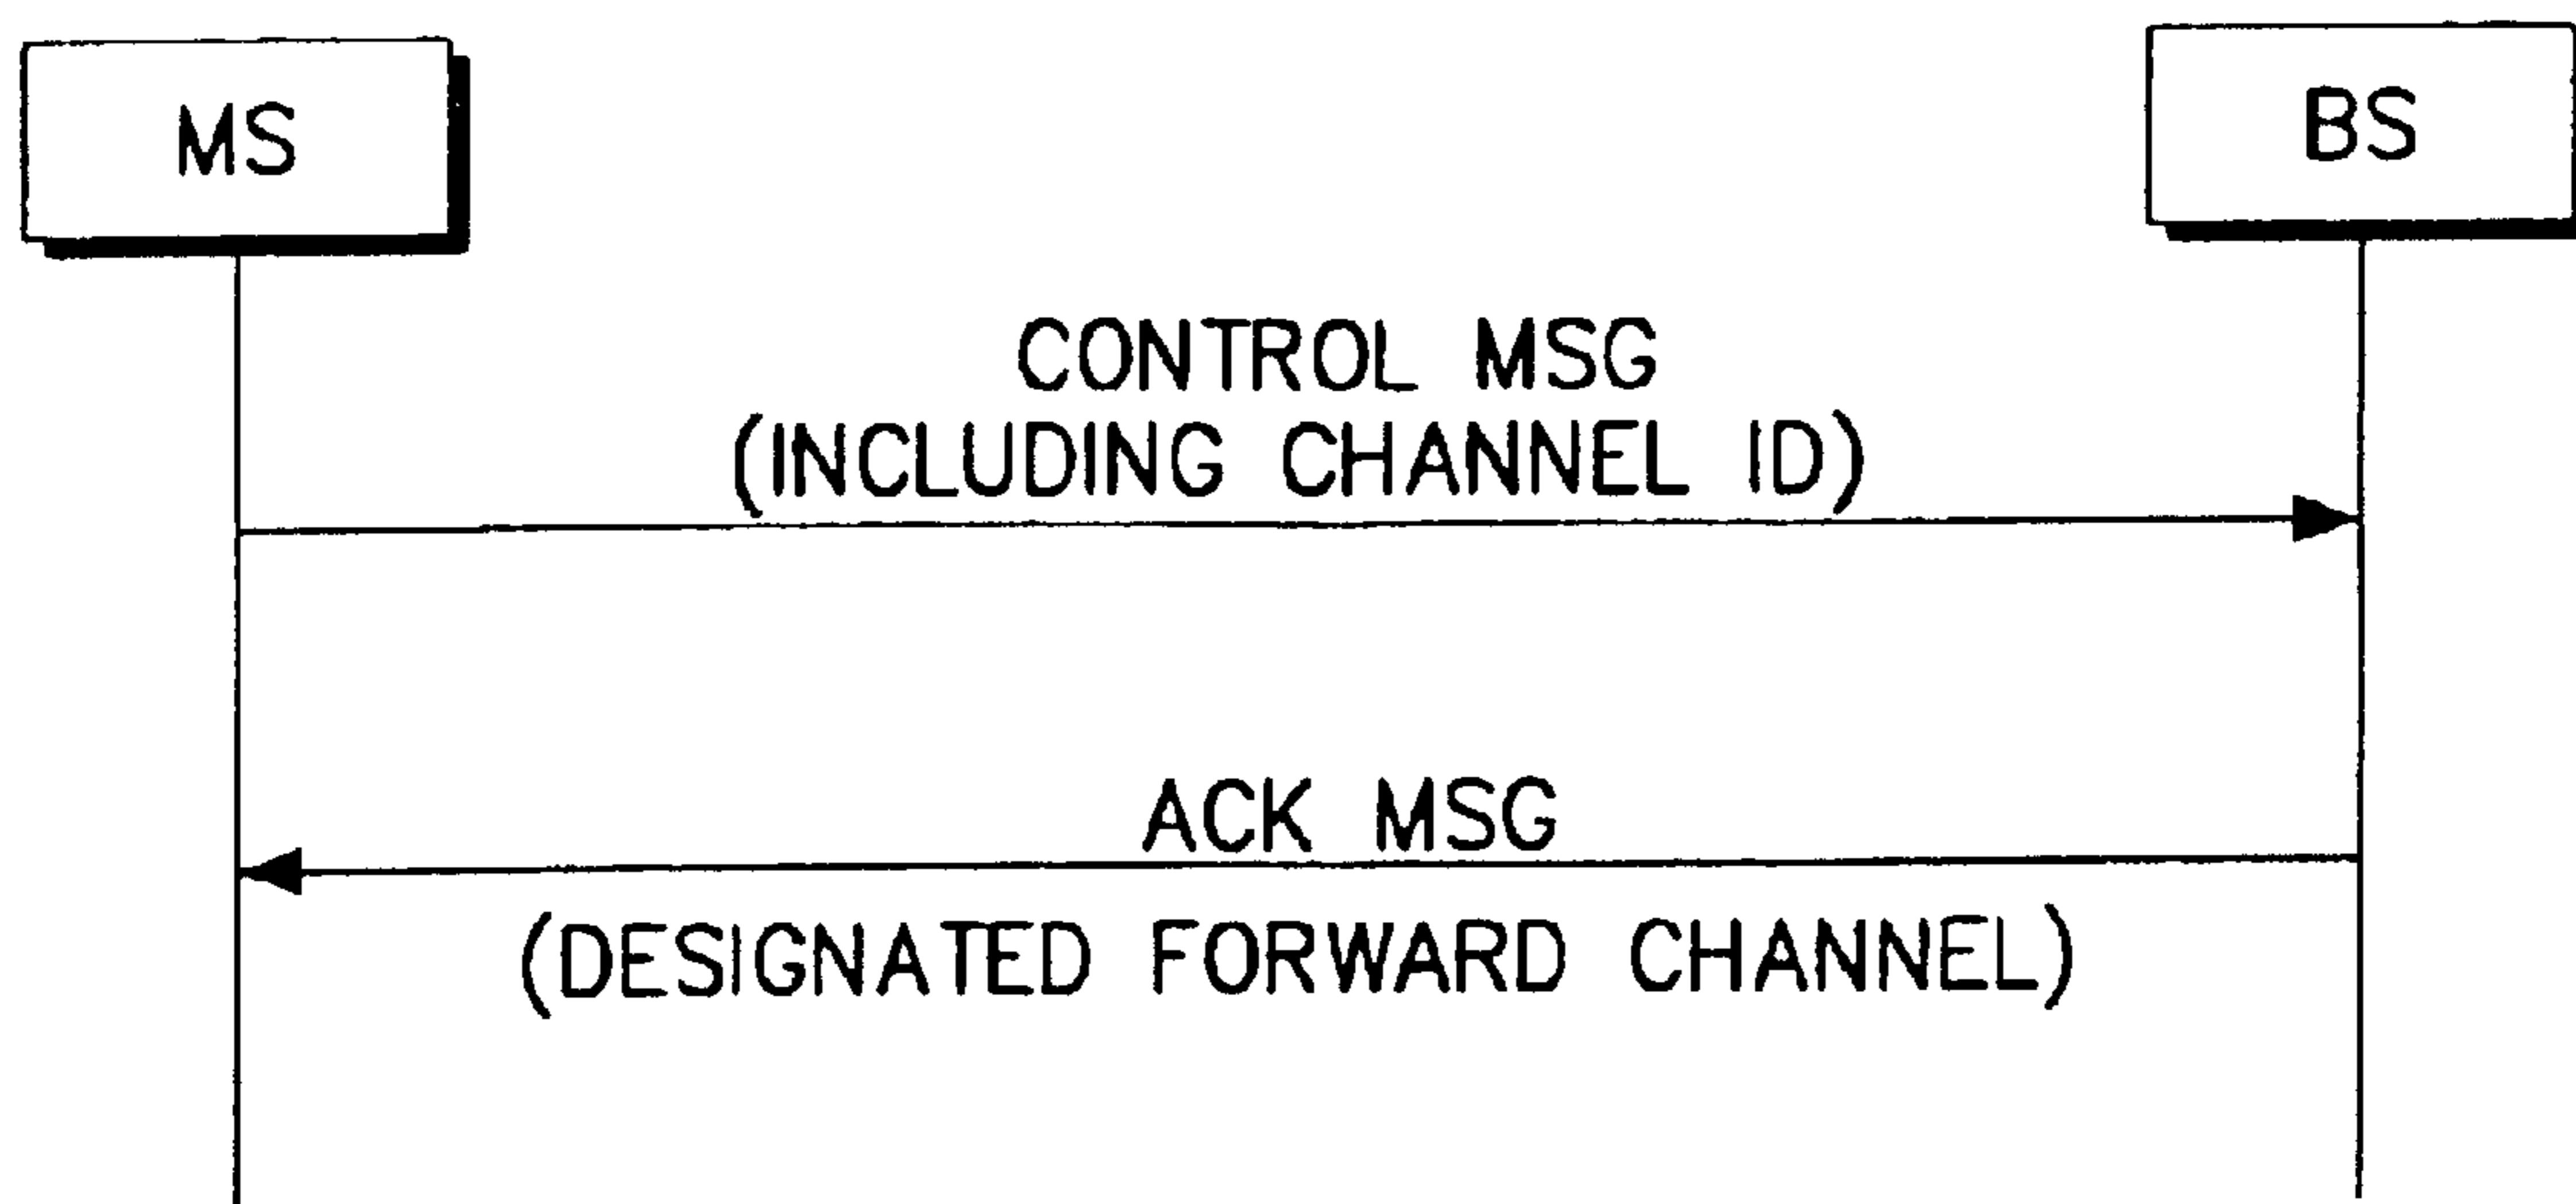 MS
BS
CONTROL MSG
(INCLUDING CHANNEL ID)
ACK MSG
(DESIGNATED FORWARD CHANNEL)